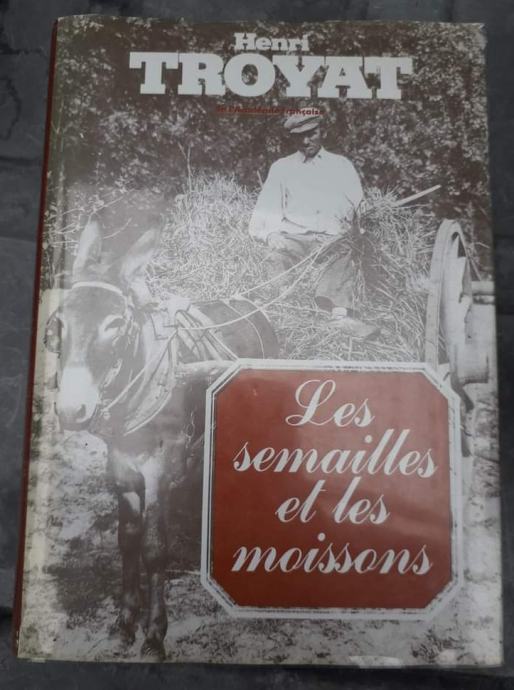 Henri
TROYAT
de l'Académie française
Les
semailles
et les
moissons